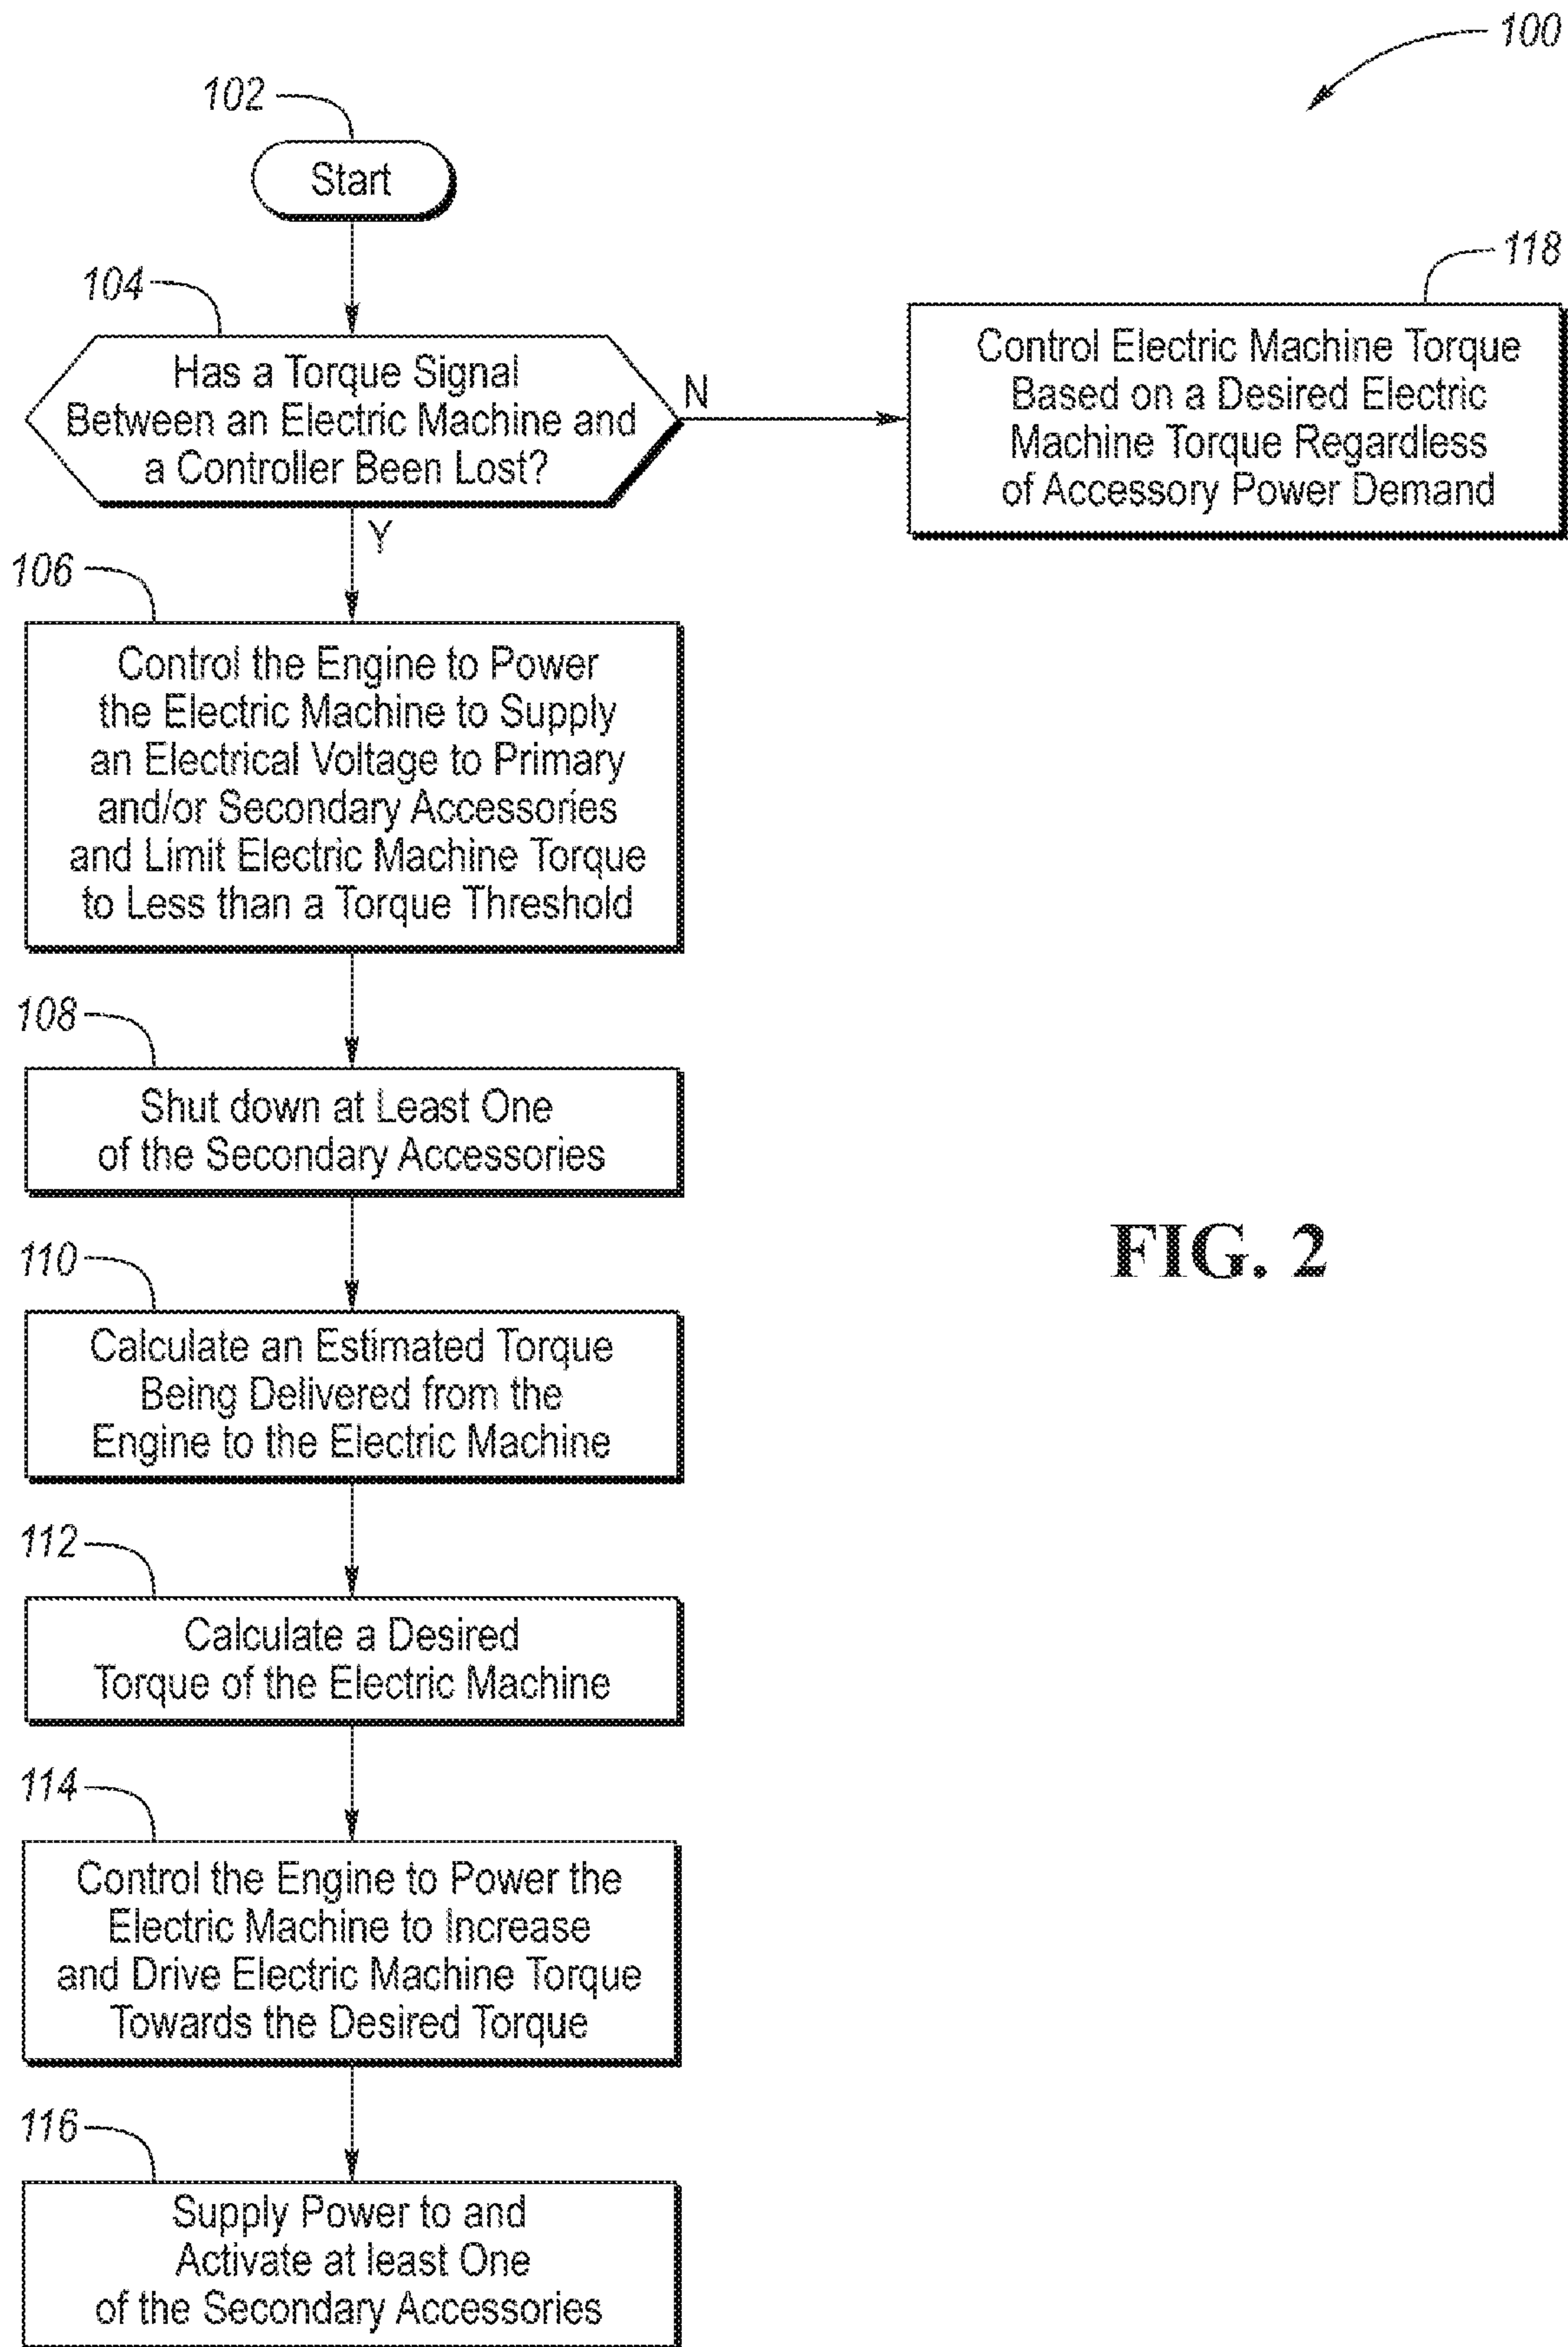 100
102
Start
104
Has a Torque Signal
Between an Electric Machine and
a Controller Been Lost?
N
118
Control Electric Machine Torque
Based on a Desired Electric
Machine Torque Regardless
of Accessory Power Demand
Y
106
Control the Engine to Power
the Electric Machine to Supply
an Electrical Voltage to Primary
and/or Secondary Accessories
and Limit Electric Machine Torque
to Less than a Torque Threshold
108
Shut down at Least One
of the Secondary Accessories
110
Calculate an Estimated Torque
Being Delivered from the
Engine to the Electric Machine
112
Calculate a Desired
Torque of the Electric Machine
114
Control the Engine to Power the
Electric Machine to Increase
and Drive Electric Machine Torque
Towards the Desired Torque
116
Supply Power to and
Activate at least One
of the Secondary Accessories
FIG. 2